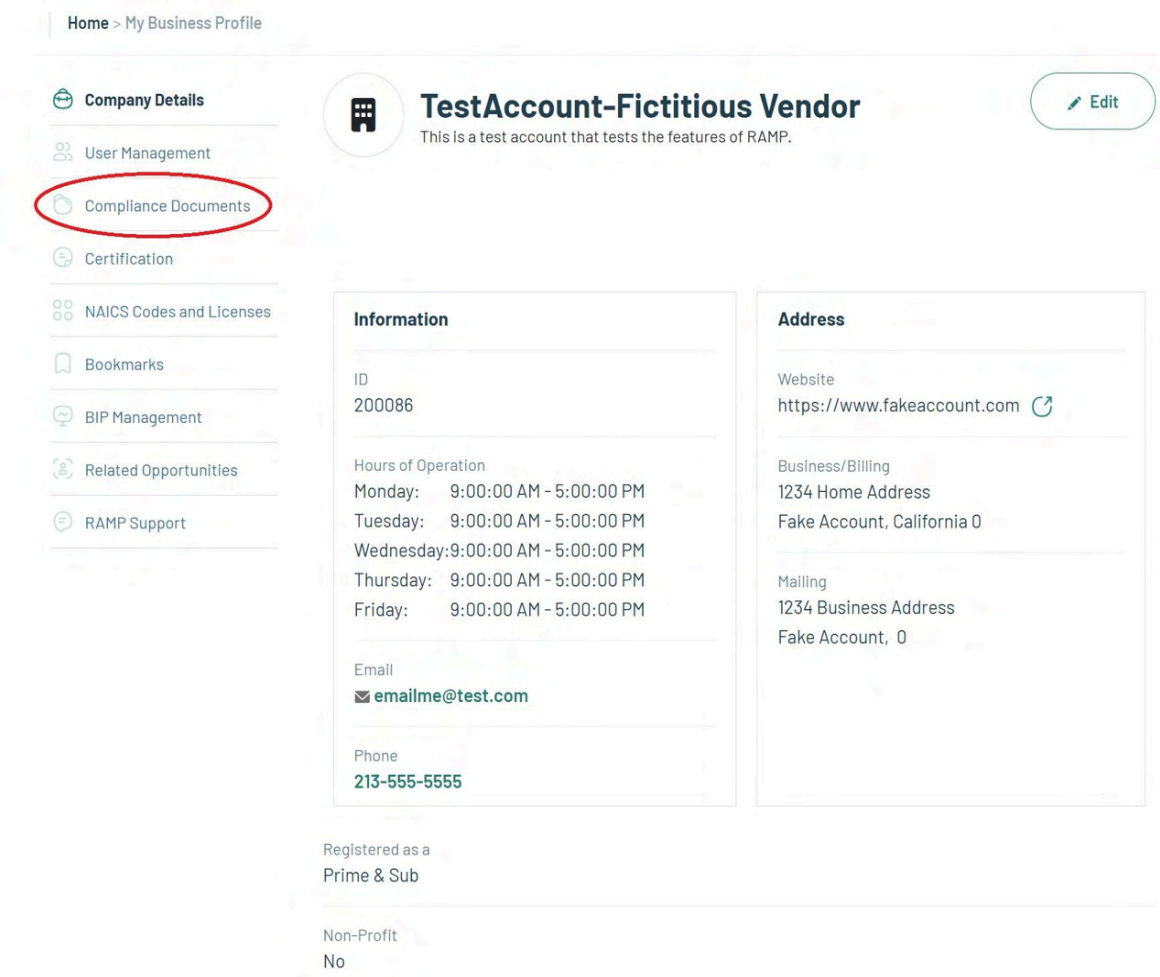 Home > My Business Profile
Company Details
User Management
Compliance Documents
Certification
NAICS Codes and Licenses
Bookmarks
BIP Management
Related Opportunities
RAMP Support
TestAccount-Fictitious Vendor
This is a test account that tests the features of RAMP.
Edit
Information
ID
200086
Hours of Operation
Monday: 9:00:00 AM - 5:00:00 PM
Tuesday: 9:00:00 AM - 5:00:00 PM
Wednesday:9:00:00 AM - 5:00:00 PM
Thursday: 9:00:00 AM - 5:00:00 PM
Friday: 9:00:00 AM - 5:00:00 PM
Email
emailme@test.com
Phone
213-555-5555
Address
Website
https://www.fakeaccount.com
Business/Billing
1234 Home Address
Fake Account, California 0
Mailing
1234 Business Address
Fake Account, 0
Registered as a
Prime & Sub
Non-Profit
No